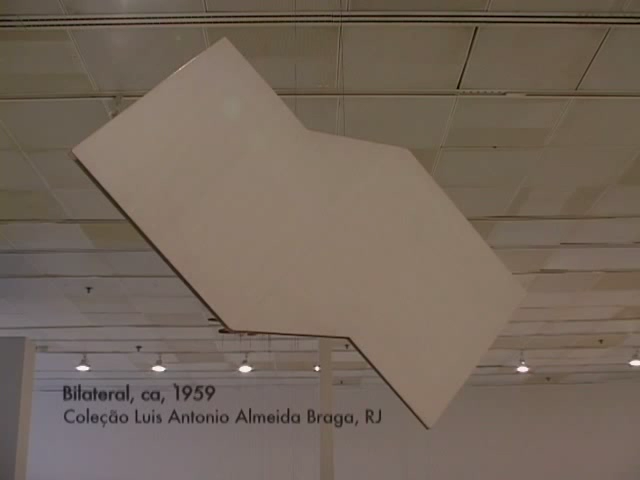 Bilateral, ca, 1959
Coleção Luis Antonio Almeida Braga, RJ